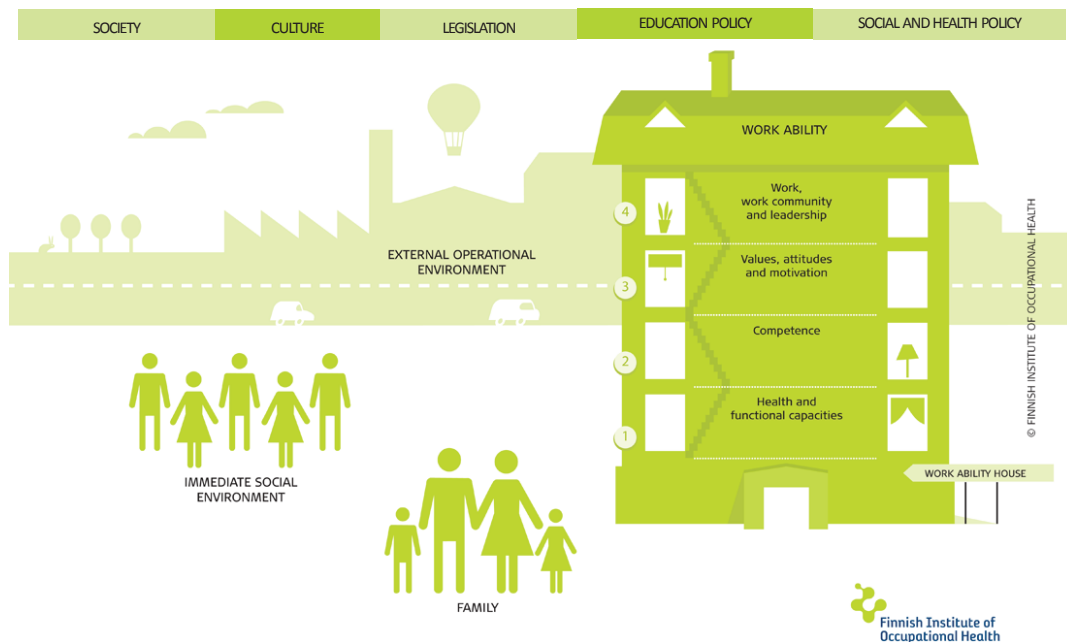 SOCIETY
CULTURE
LEGISLATION
EDUCATION POLICY
SOCIAL AND HEALTH POLICY
WORK ABILITY
4
Work,
work community
and leadership
EXTERNAL OPERATIONAL
ENVIRONMENT
3
Values, attitudes
and motivation
2
Competence
1
Health and
functional capacities
WORK ABILITY HOUSE
© FINNISH INSTITUTE OF OCCUPATIONAL HEALTH
IMMEDIATE SOCIAL
ENVIRONMENT
FAMILY
Finnish Institute of
Occupational Health